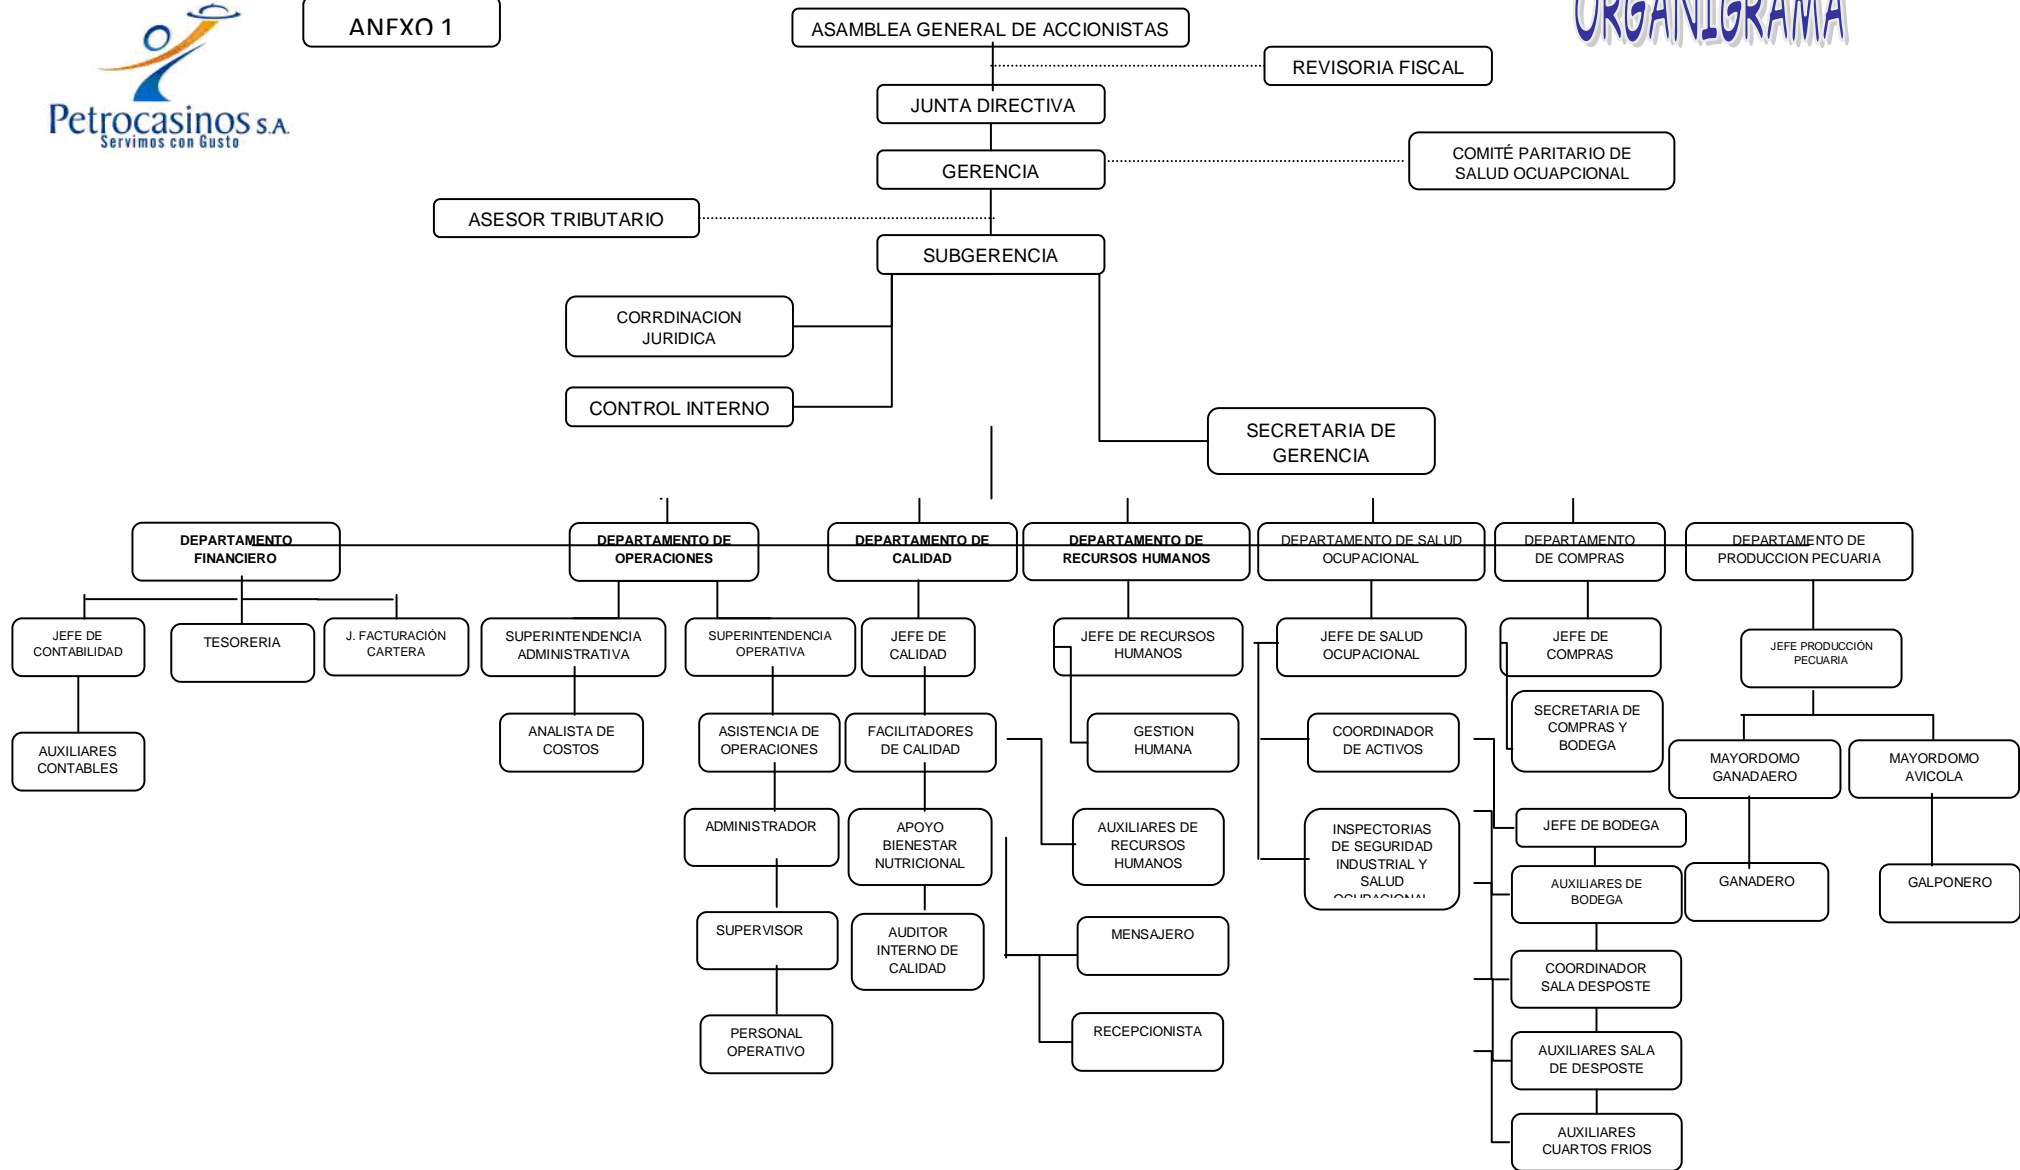 ANEXO 1
ORGANIGRAMA
Petrocasinos S.A.
Servimos con Gusto
ASAMBLEA GENERAL DE ACCIONISTAS
REVISORIA FISCAL
JUNTA DIRECTIVA
GERENCIA
COMITÉ PARITARIO DE
SALUD OCUAPCIONAL
ASESOR TRIBUTARIO
SUBGERENCIA
CORRDINACION
JURIDICA
CONTROL INTERNO
SECRETARIA DE
GERENCIA
DEPARTAMENTO
FINANCIERO
DEPARTAMENTO DE
OPERACIONES
DEPARTAMENTO DE
CALIDAD
DEPARTAMENTO DE
RECURSOS HUMANOS
DEPARTAMENTO DE SALUD
OCUPACIONAL
DEPARTAMENTO
DE COMPRAS
DEPARTAMENTO DE
PRODUCCION PECUARIA
JEFE DE
CONTABILIDAD
TESORERIA
J. FACTURACIÓN
CARTERA
SUPERINTENDENCIA
ADMINISTRATIVA
SUPERINTENDENCIA
OPERATIVA
JEFE DE
CALIDAD
JEFE DE RECURSOS
HUMANOS
JEFE DE SALUD
OCUPACIONAL
JEFE DE
COMPRAS
JEFE PRODUCCIÓN
PECUARIA
AUXILIARES
CONTABLES
ANALISTA DE
COSTOS
ASISTENCIA DE
OPERACIONES
FACILITADORES
DE CALIDAD
GESTION
HUMANA
COORDINADOR
DE ACTIVOS
SECRETARIA DE
COMPRAS Y
BODEGA
MAYORDOMO
GANADAERO
MAYORDOMO
AVICOLA
ADMINISTRADOR
APOYO
BIENESTAR
NUTRICIONAL
AUXILIARES DE
RECURSOS
HUMANOS
INSPECTORIAS
DE SEGURIDAD
INDUSTRIAL Y
SALUD
OCUPACIONAL
JEFE DE BODEGA
AUXILIARES DE
BODEGA
GANADERO
GALPONERO
SUPERVISOR
AUDITOR
INTERNO DE
CALIDAD
MENSAJERO
COORDINADOR
SALA DESPOSTE
PERSONAL
OPERATIVO
RECEPCIONISTA
AUXILIARES SALA
DE DESPOSTE
AUXILIARES
CUARTOS FRIOS